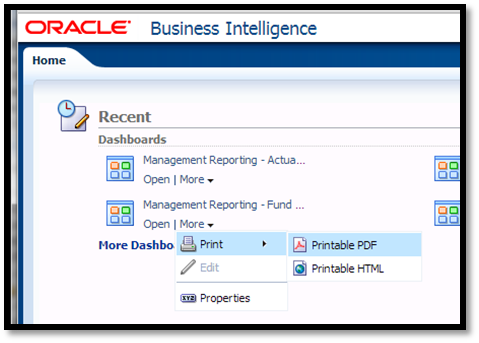 ORACLE Business Intelligence
Home
Recent
Dashboards
Management Reporting - Actua...
Open | More
Management Reporting - Fund ...
Open | More
More Dashbo
Print
Printable PDF
Edit
Printable HTML
XYZ Properties